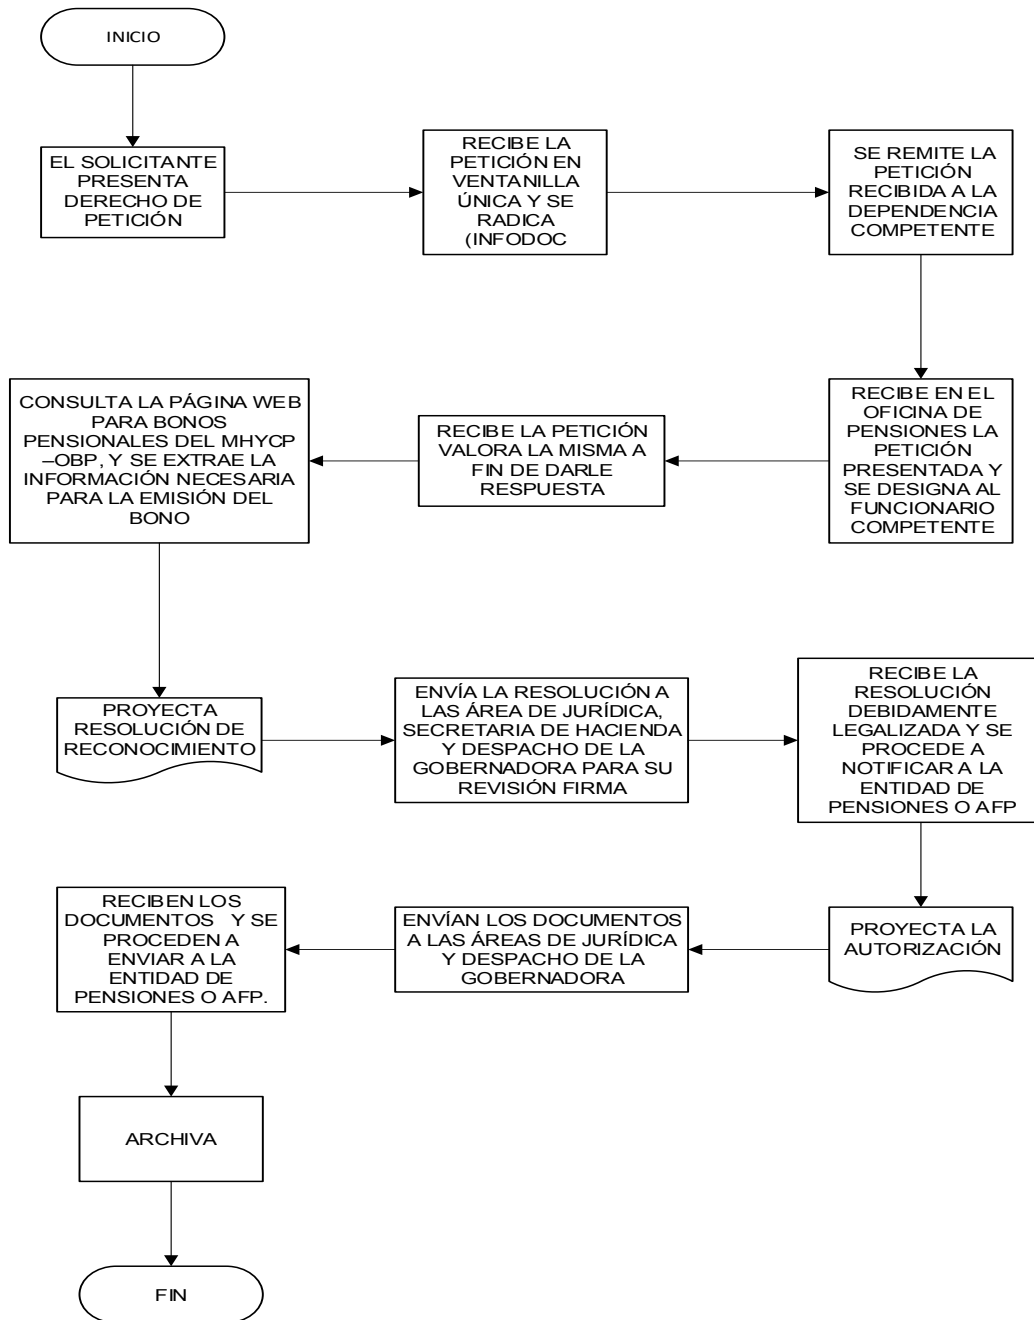 INICIO
EL SOLICITANTE
PRESENTA
DERECHO DE
PETICIÓN
RECIBE LA
PETICIÓN EN
VENTANILLA
ÚNICA Y SE
RADICA
(INFODOC
SE REMITE LA
PETICIÓN
RECIBIDA A LA
DEPENDENCIA
COMPETENTE
RECIBE EN EL
OFICINA DE
PENSIONES LA
PETICIÓN
PRESENTADA Y
SE DESIGNA AL
FUNCIONARIO
COMPETENTE
RECIBE LA PETICIÓN
VALORA LA MISMA A
FIN DE DARLE
RESPUESTA
CONSULTA LA PÁGINA WEB
PARA BONOS
PENSIONALES DEL MHYCP
–OBP, Y SE EXTRAE LA
INFORMACIÓN NECESARIA
PARA LA EMISIÓN DEL
BONO
PROYECTA
RESOLUCIÓN DE
RECONOCIMIENTO
ENVÍA LA RESOLUCIÓN A
LAS ÁREA DE JURÍDICA,
SECRETARIA DE HACIENDA
Y DESPACHO DE LA
GOBERNADORA PARA SU
REVISIÓN FIRMA
RECIBE LA
RESOLUCIÓN
DEBIDAMENTE
LEGALIZADA Y SE
PROCEDE A
NOTIFICAR A LA
ENTIDAD DE
PENSIONES O AFP
PROYECTA LA
AUTORIZACIÓN
ENVÍAN LOS DOCUMENTOS
A LAS ÁREAS DE JURÍDICA
Y DESPACHO DE LA
GOBERNADORA
RECIBEN LOS
DOCUMENTOS Y SE
PROCEDEN A
ENVIAR A LA
ENTIDAD DE
PENSIONES O AFP.
ARCHIVA
FIN